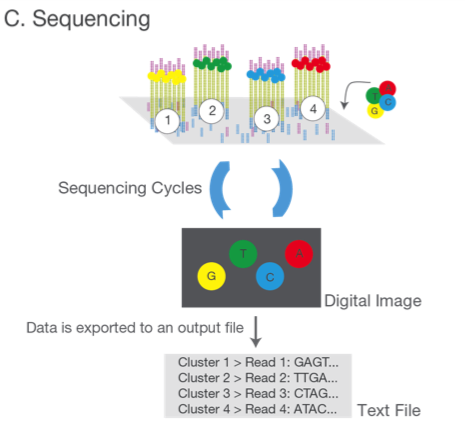 C. Sequencing
1
2
3
4
T
A
C
G
Sequencing Cycles
T
A
G
C
Digital Image
Data is exported to an output file
Cluster 1 > Read 1: GAGT...
Cluster 2 > Read 2: TTGA...
Cluster 3 > Read 3: CTAG...
Cluster 4 > Read 4: ATAC...
Text File